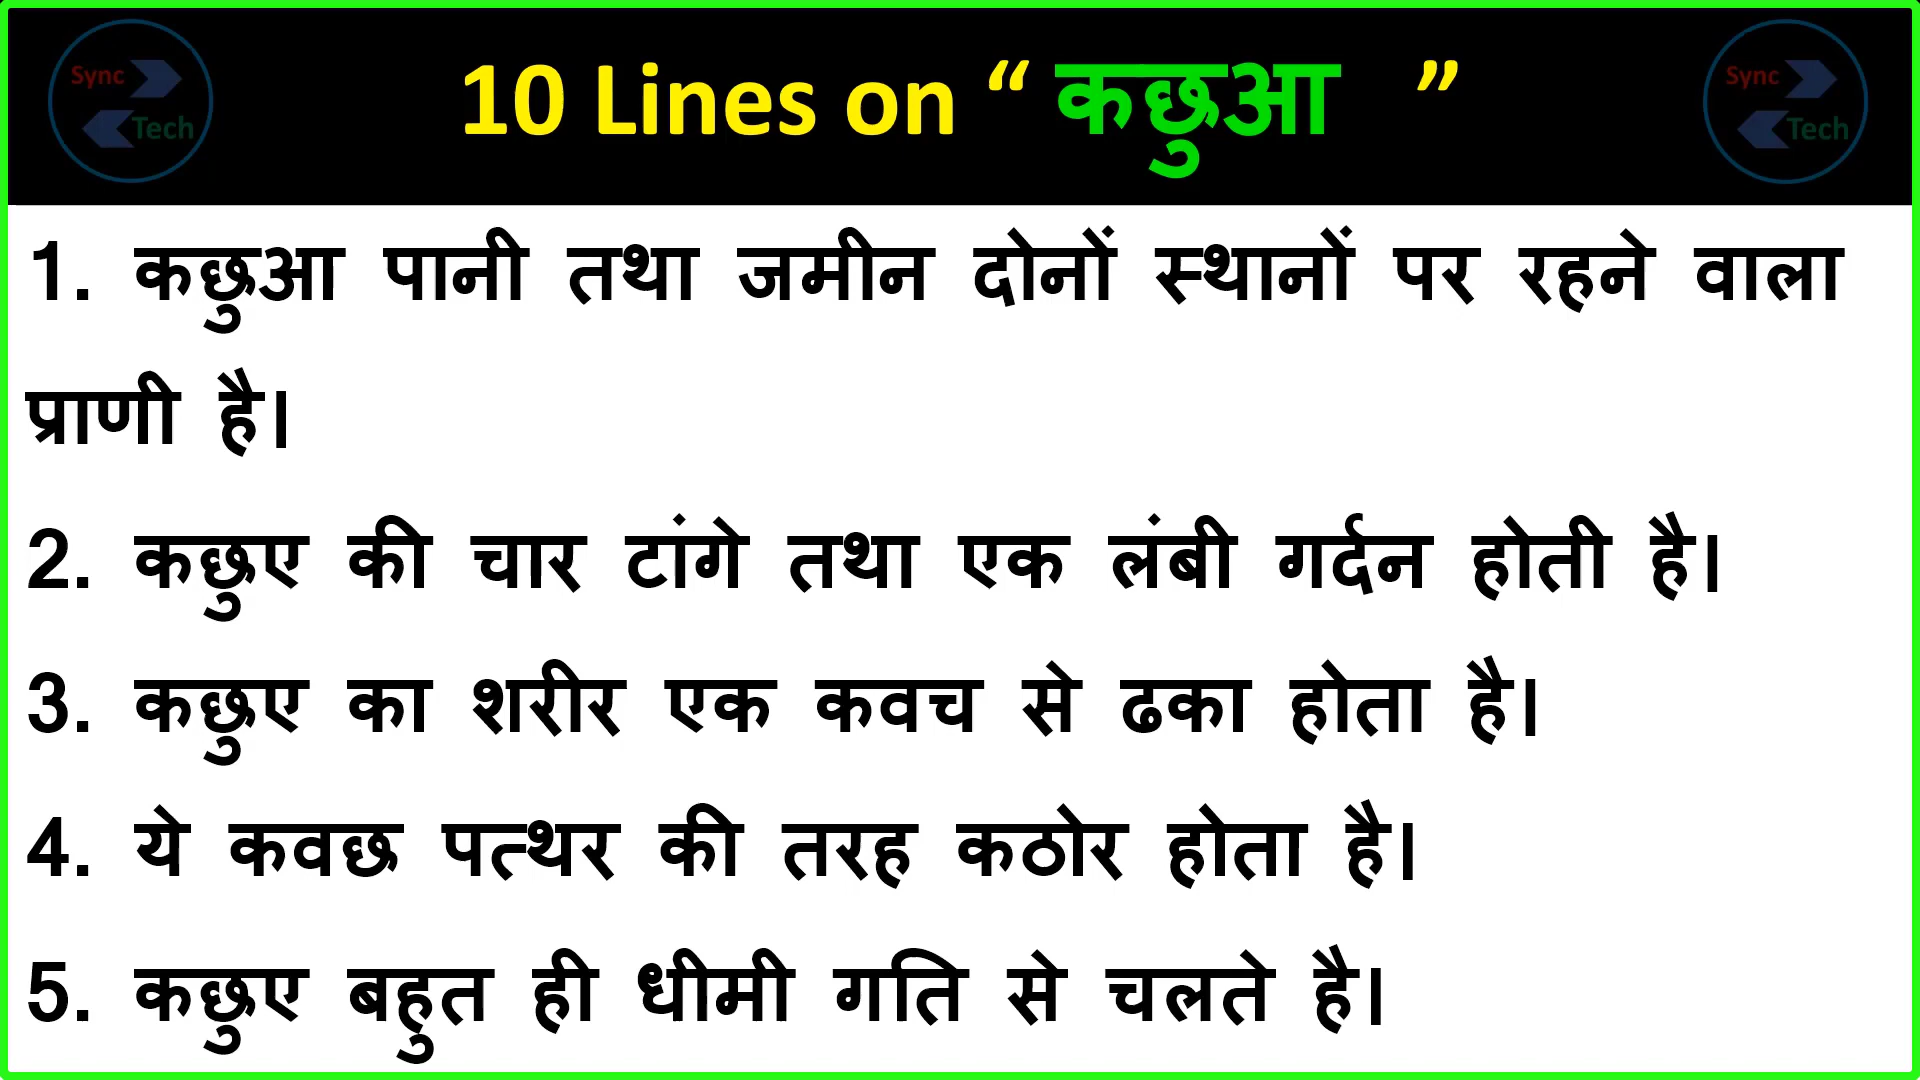 Sync
Tech
10 Lines on “ कछुआ ”
Sync
Tech
1. कछुआ पानी तथा जमीन दोनों स्थानों पर रहने वाला
प्राणी है।
2. कछुए की चार टांगे तथा एक लंबी गर्दन होती है।
3. कछुए का शरीर एक कवच से ढका होता है।
4. ये कवछ पत्थर की तरह कठोर होता है।
5. कछुए बहुत ही धीमी गति से चलते है।